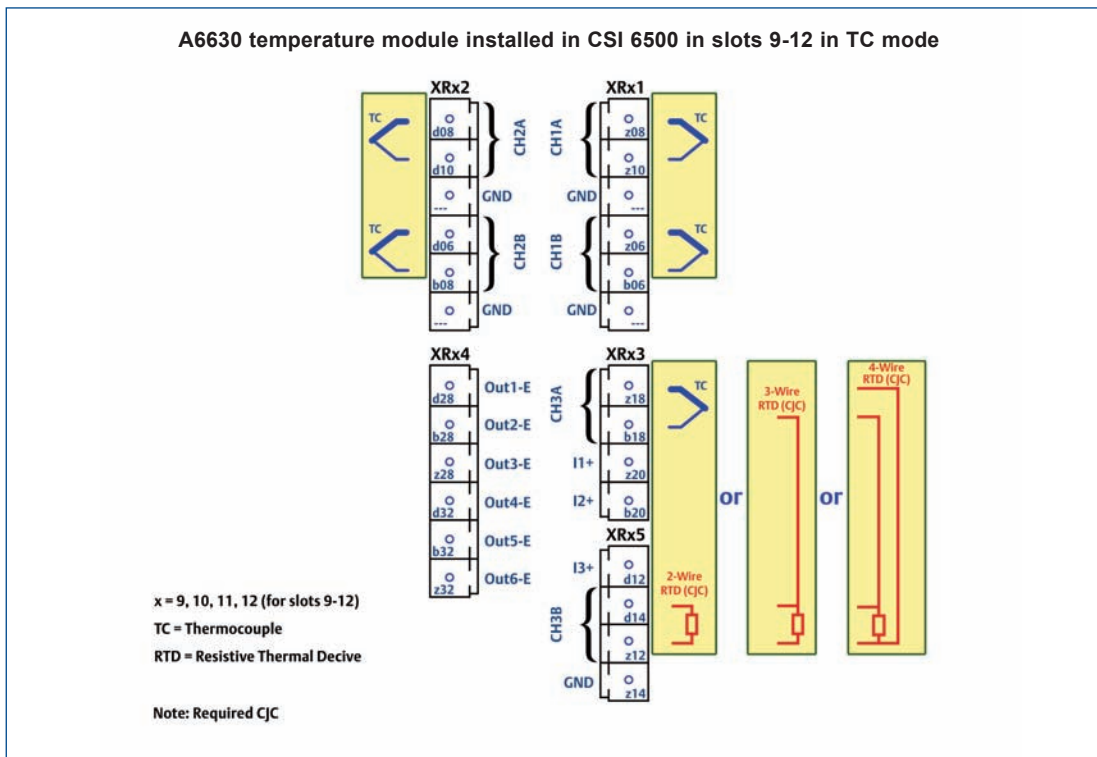 A6630 temperature module installed in CSI 6500 in slots 9-12 in TC mode
XRx2
TC
d08
d10
CH2A
---
GND
TC
d06
b08
CH2B
---
GND
XRx1
CH1A
z08
z10
TC
GND
---
CH1B
z06
b06
TC
GND
---
XRx4
d28
Out1-E
b28
Out2-E
z28
Out3-E
d32
Out4-E
b32
Out5-E
z32
Out6-E
XRx3
CH3A
z18
b18
TC
I1+
z20
I2+
b20
XRx5
I3+
d12
CH3B
d14
z12
GND
z14
2-Wire
RTD (CJC)
or
3-Wire
RTD (CJC)
or
4-Wire
RTD (CJC)
x = 9, 10, 11, 12 (for slots 9-12)
TC = Thermocouple
RTD = Resistive Thermal Decive
Note: Required CJC